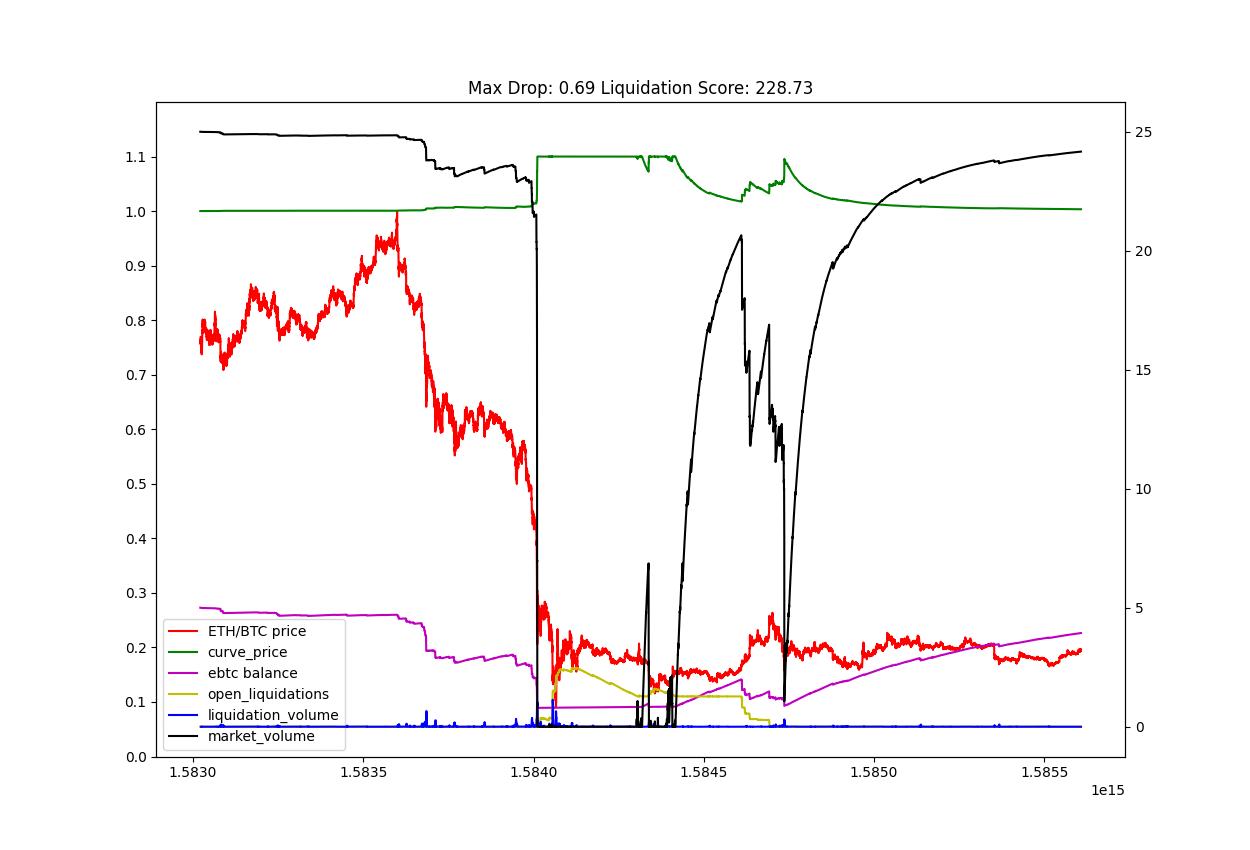 Max Drop: 0.69 Liquidation Score: 228.73
1.1
1.0
0.9
0.8
0.7
0.6
0.5
0.4
0.3
0.2
0.1
0.0
25
20
15
10
5
0
ETH/BTC price
curve_price
ebtc balance
open_liquidations
liquidation_volume
market_volume
1.5830 1.5835 1.5840 1.5845 1.5850 1.5855
1e15